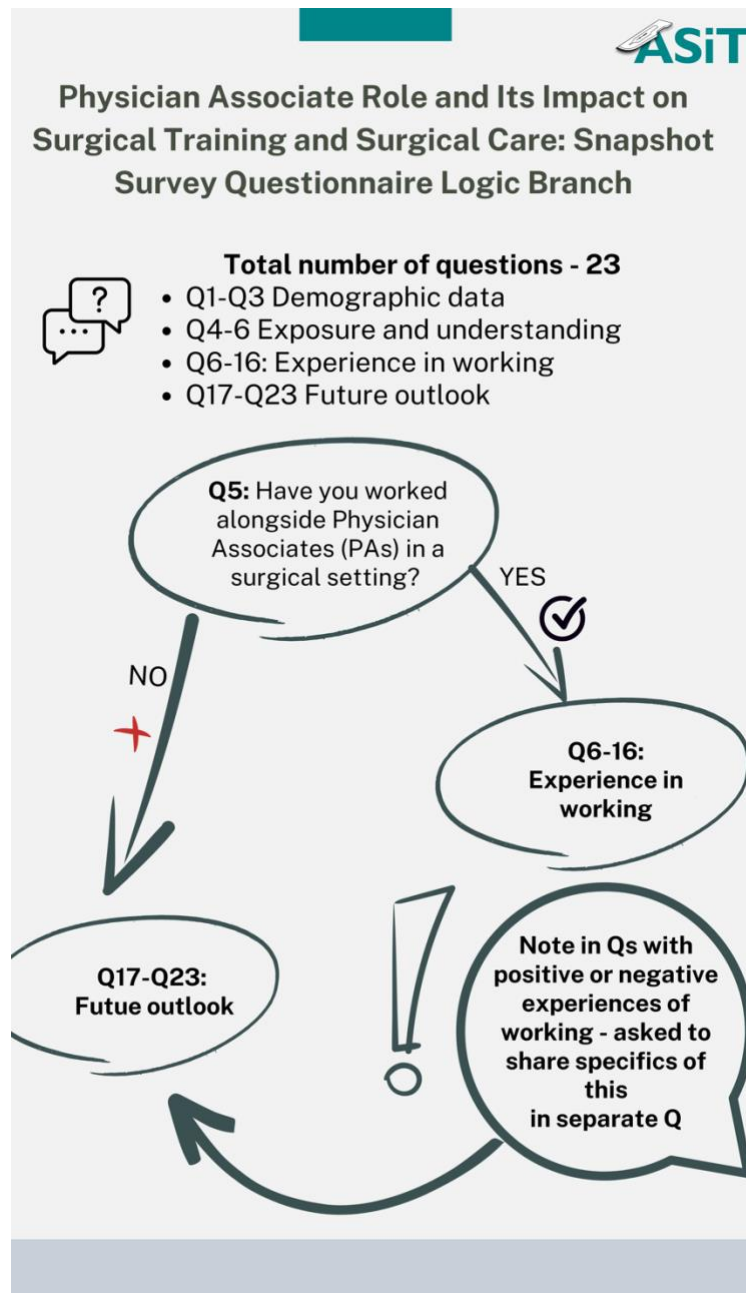 ASiT
Physician Associate Role and Its Impact on
Surgical Training and Surgical Care: Snapshot
Survey Questionnaire Logic Branch
Total number of questions - 23
?
...
• Q1-Q3 Demographic data
• Q4-6 Exposure and understanding
• Q6-16: Experience in working
• Q17-Q23 Future outlook
Q5: Have you worked
alongside Physician
Associates (PAs) in a
surgical setting?
YES
NO
Q6-16:
Experience in
working
Q17-Q23:
Futue outlook
Note in Qs with
positive or negative
experiences of
working - asked to
share specifics of
this
in separate Q